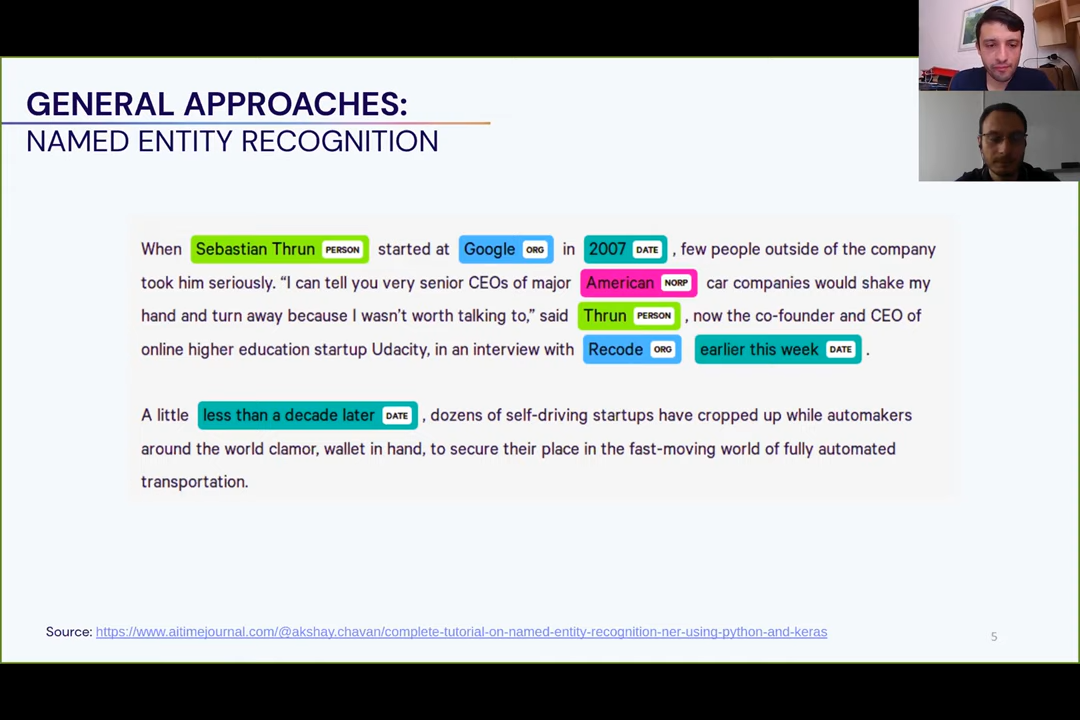 GENERAL APPROACHES:
NAMED ENTITY RECOGNITION
When Sebastian Thrun PERSON started at Google ORG in 2007 DATE , few people outside of the company
took him seriously. “I can tell you very senior CEOs of major American NORP car companies would shake my
hand and turn away because I wasn’t worth talking to,” said Thrun PERSON , now the co-founder and CEO of
online higher education startup Udacity, in an interview with Recode ORG earlier this week DATE .
A little less than a decade later DATE , dozens of self-driving startups have cropped up while automakers
around the world clamor, wallet in hand, to secure their place in the fast-moving world of fully automated
transportation.
Source: https://www.aitimejournal.com/@akshay.chavan/complete-tutorial-on-named-entity-recognition-ner-using-python-and-keras
5